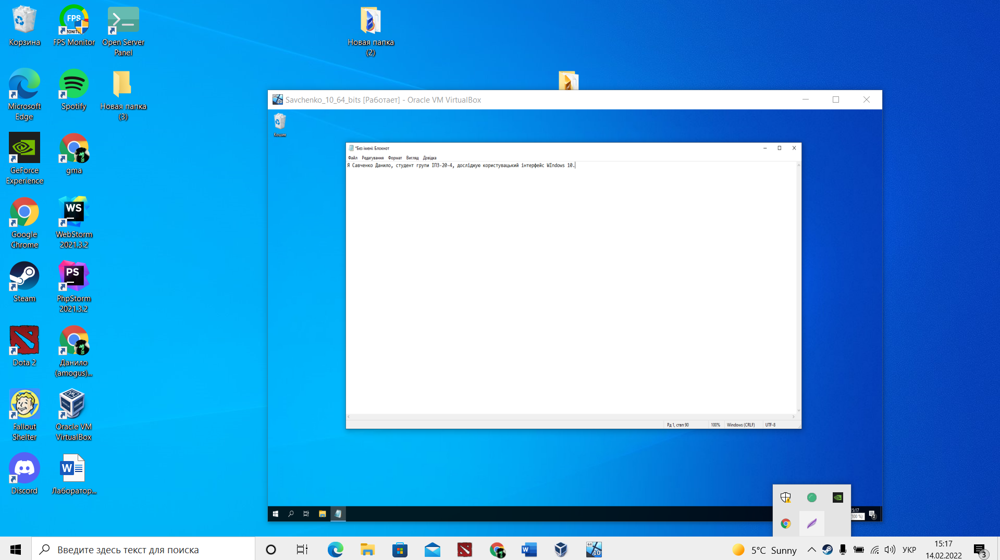 Корзина
FPS Monitor
Open Server
Panel
Новая папка
(2)
Microsoft
Edge
Spotify
Новая папка
(3)
GeForce
Experience
gma
Google
Chrome
WebStorm
2021.3.2
Steam
PhpStorm
2021.3.2
Dota 2
Данило
(amogus)...
Fallout
Shelter
Oracle VM
VirtualBox
Discord
Лаборатор...
Savchenko_10_64_bits [Работает] - Oracle VM VirtualBox
Кошик
*Без імені: Блокнот
Файл Редагування Формат Вигляд Довідка
Я Савченко Данило, студент групи ІПЗ-20-4, досліджую користувацький інтерфейс WIndows 10.
Рд 1, ствп 90 100% Windows (CRLF) UTF-8
Введите здесь текст для поиска
5°C Sunny
УКР
15:17
14.02.2022
3